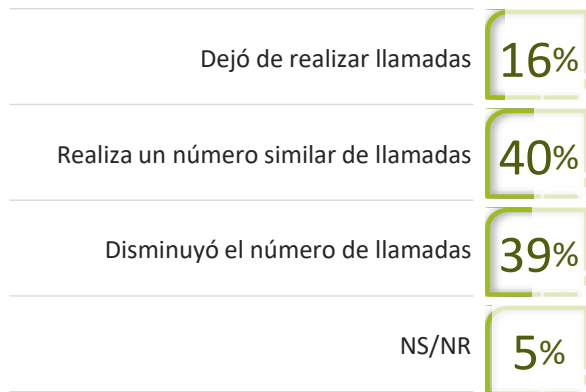 Dejó de realizar llamadas 16%
Realiza un número similar de llamadas 40%
Disminuyó el número de llamadas 39%
NS/NR 5%